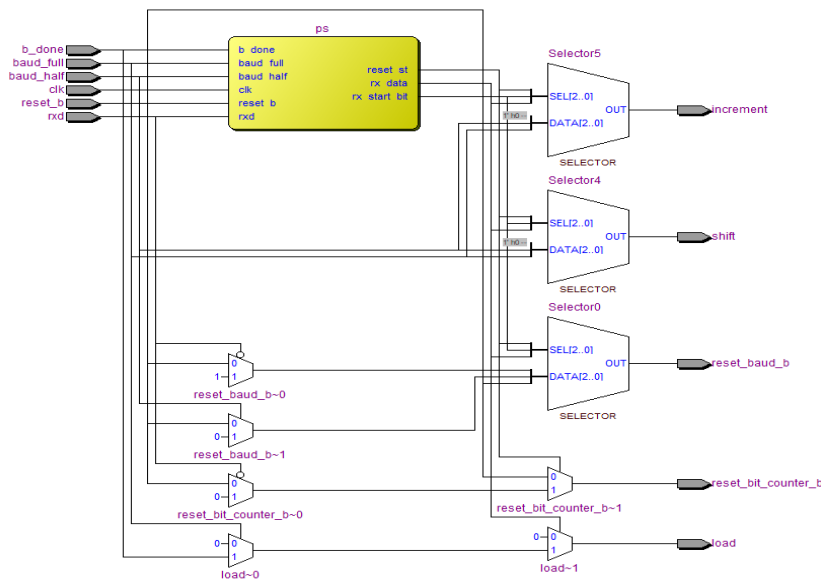 ps
b_done
baud_full
baud_half
clk
reset_b
rxd
b done
baud full
baud half
clk
reset b
rxd
reset st
rx data
rx start bit
Selector5
SEL[2..0]
OUT
DATA[2..0]
1' h0 --
SELECTOR
increment
Selector4
SEL[2..0]
OUT
DATA[2..0]
1' h0 --
SELECTOR
shift
Selector0
SEL[2..0]
OUT
DATA[2..0]
SELECTOR
reset_baud_b
0
1 1
reset_baud_b~0
0
0 1
reset_baud_b~1
0
0 1
reset_bit_counter_b~0
0
1
reset_bit_counter_b~1
reset_bit_counter_b
0 0
1
load~0
0 0
1
load~1
load